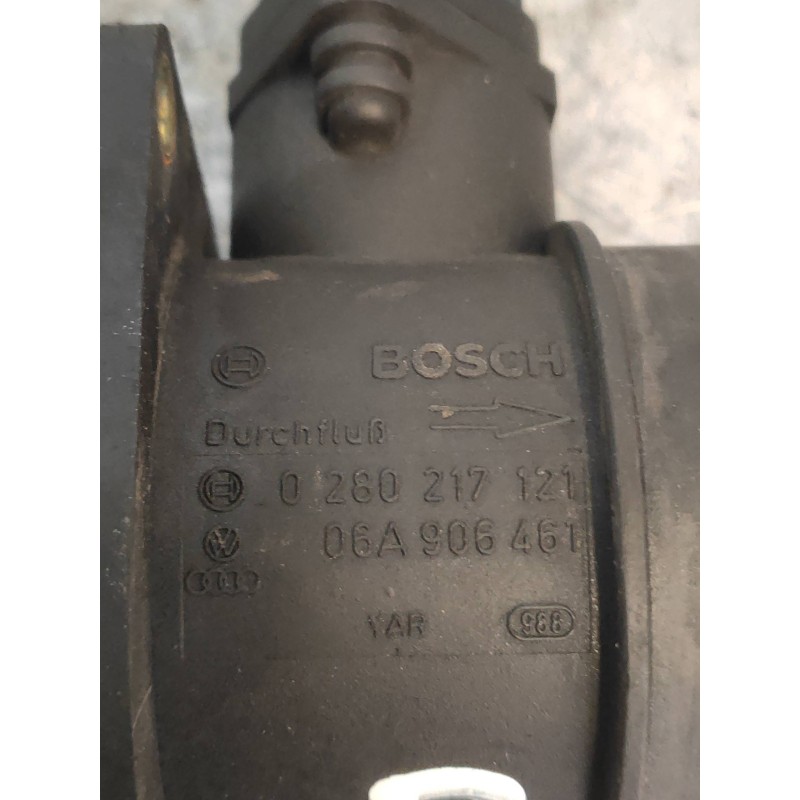 BOSCH
Durchfluß
0 280 217 121
06A 906 461
YAR 988